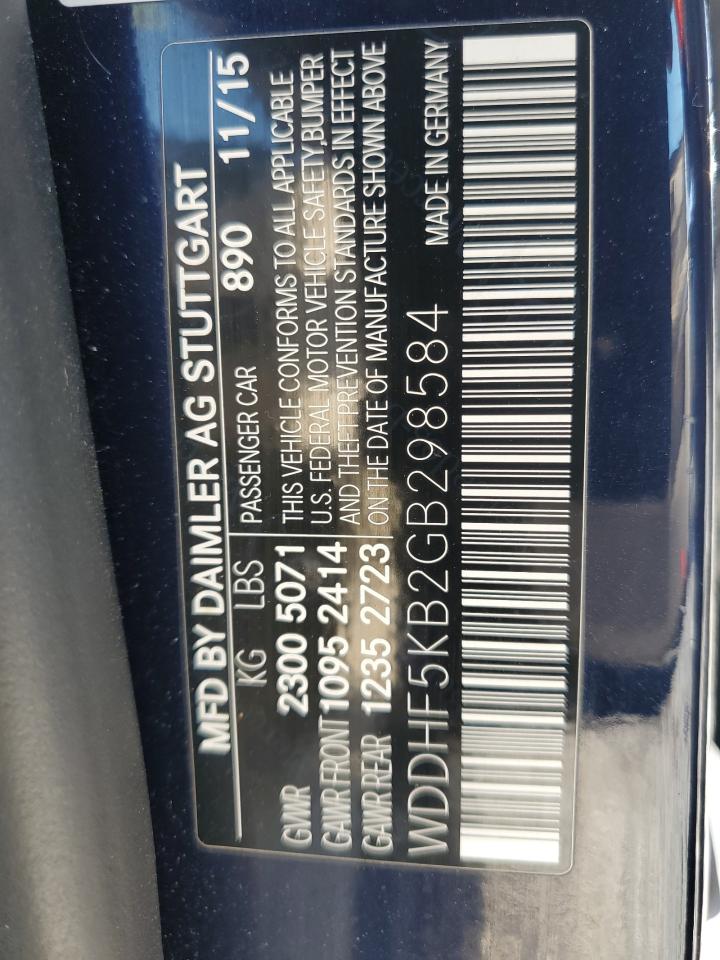 MFD BY DAIMLER AG STUTTGART
KG LBS PASSENGER CAR 890 11/15
GWR 2300 5071 THIS VEHICLE CONFORMS TO ALL APPLICABLE
GAWR FRONT 1095 2414 U.S. FEDERAL MOTOR VEHICLE SAFETY,BUMPER
AND THEFT PREVENTION STANDARDS IN EFFECT
GAWR REAR 1235 2723 ON THE DATE OF MANUFACTURE SHOWN ABOVE
WDDHF5KB2GB298584 MADE IN GERMANY